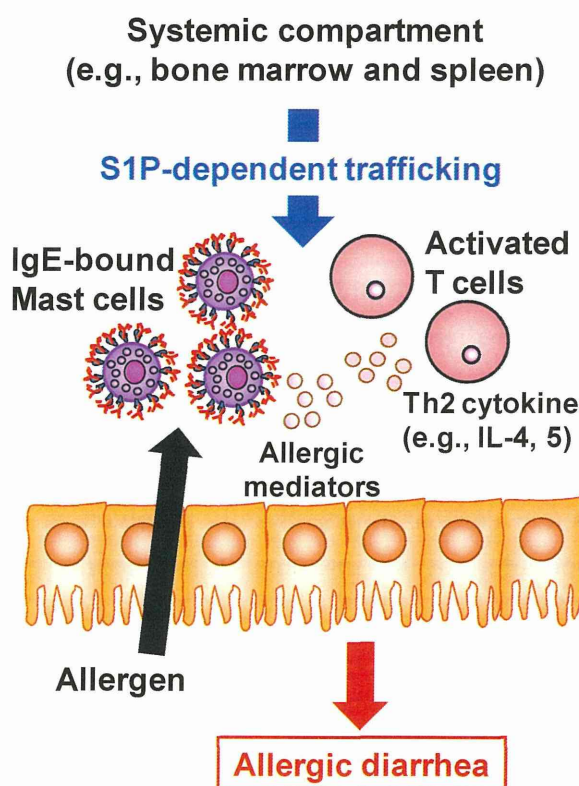 Systemic compartment
(e.g., bone marrow and spleen)
S1P-dependent trafficking
IgE-bound
Mast cells
Activated
T cells
Th2 cytokine
(e.g., IL-4, 5)
Allergic
mediators
Allergen
Allergic diarrhea